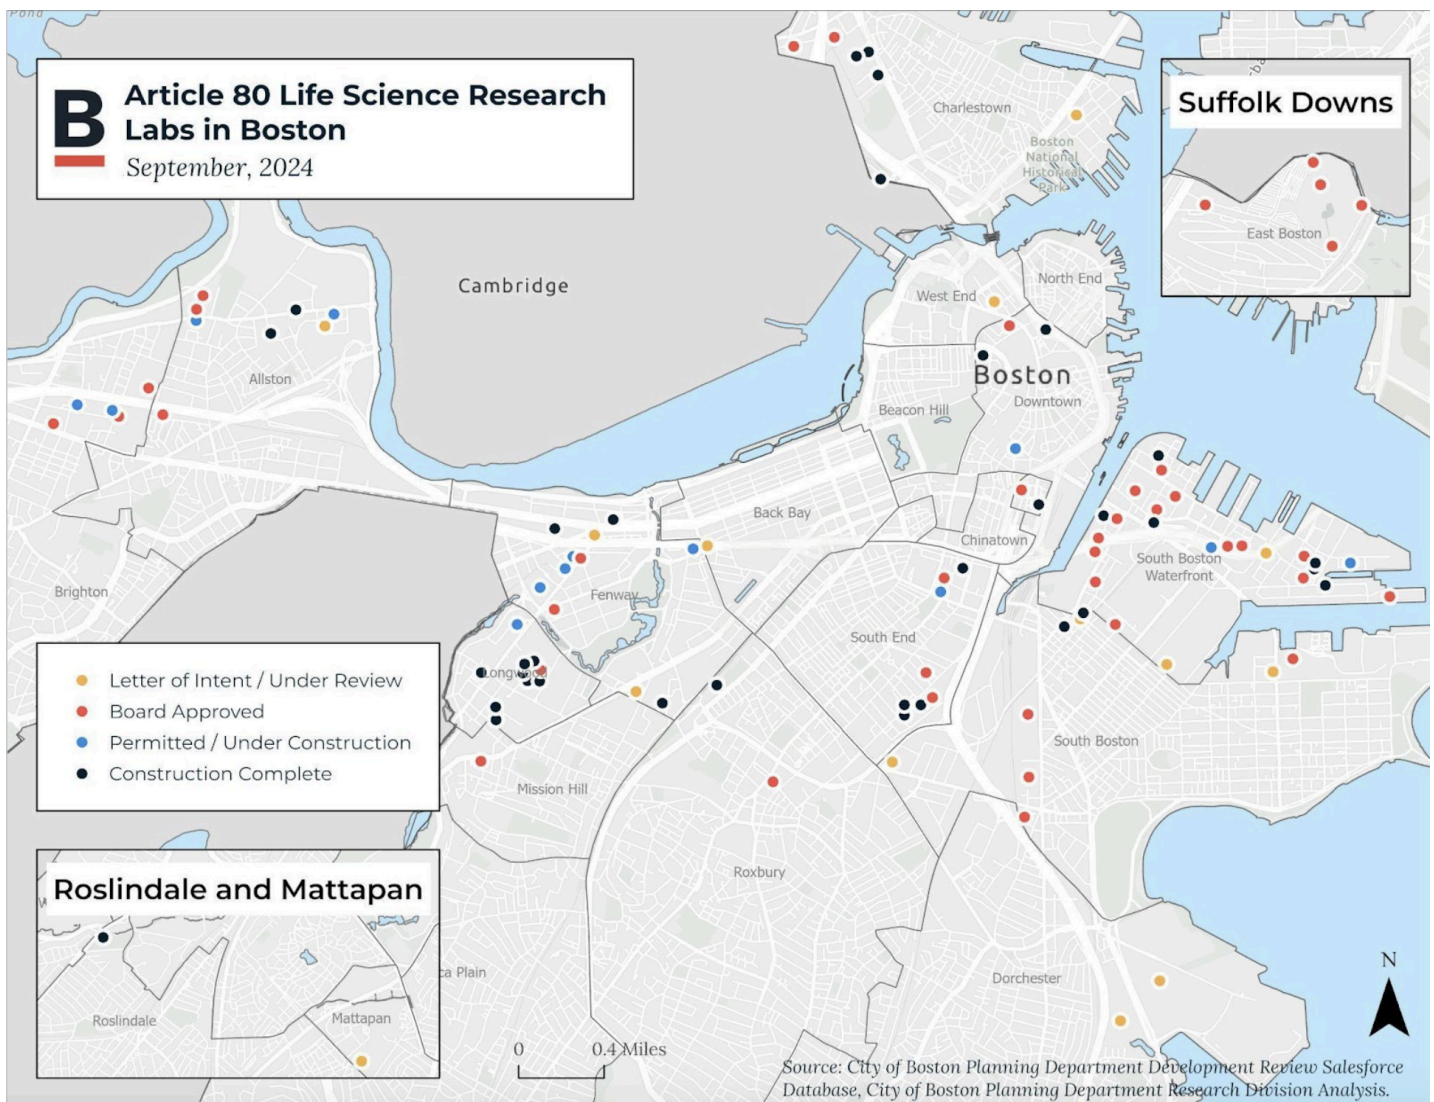 Pond
B
Article 80 Life Science Research
Labs in Boston
September, 2024
Suffolk Downs
East Boston
Charlestown
Boston
National
Historical
Park
Cambridge
West End
North End
Boston
Downtown
Beacon Hill
Allston
Back Bay
Chinatown
South Boston
Waterfront
Brighton
Fenway
South End
Longwood
Letter of Intent / Under Review
Board Approved
Permitted / Under Construction
Construction Complete
South Boston
Mission Hill
Roxbury
Roslindale and Mattapan
Roslindale
Mattapan
ca Plain
Dorchester
N
0 0.4 Miles
Source: City of Boston Planning Department Development Review Salesforce
Database, City of Boston Planning Department Research Division Analysis.